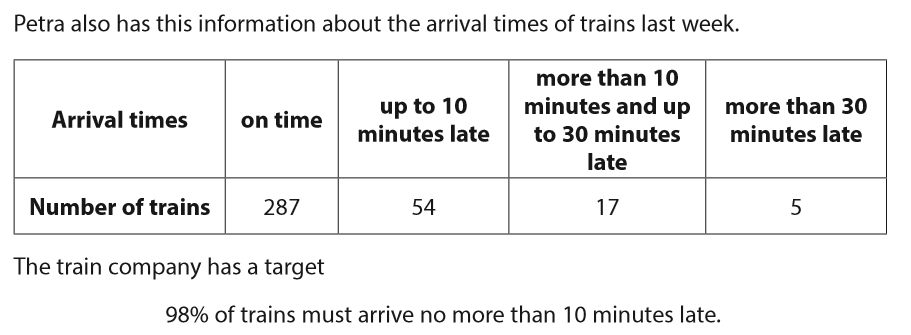 Petra also has this information about the arrival times of trains last week.
Arrival times
on time
up to 10
minutes late
more than 10
minutes and up
to 30 minutes
late
more than 30
minutes late
Number of trains
287
54
17
5
The train company has a target
98% of trains must arrive no more than 10 minutes late.